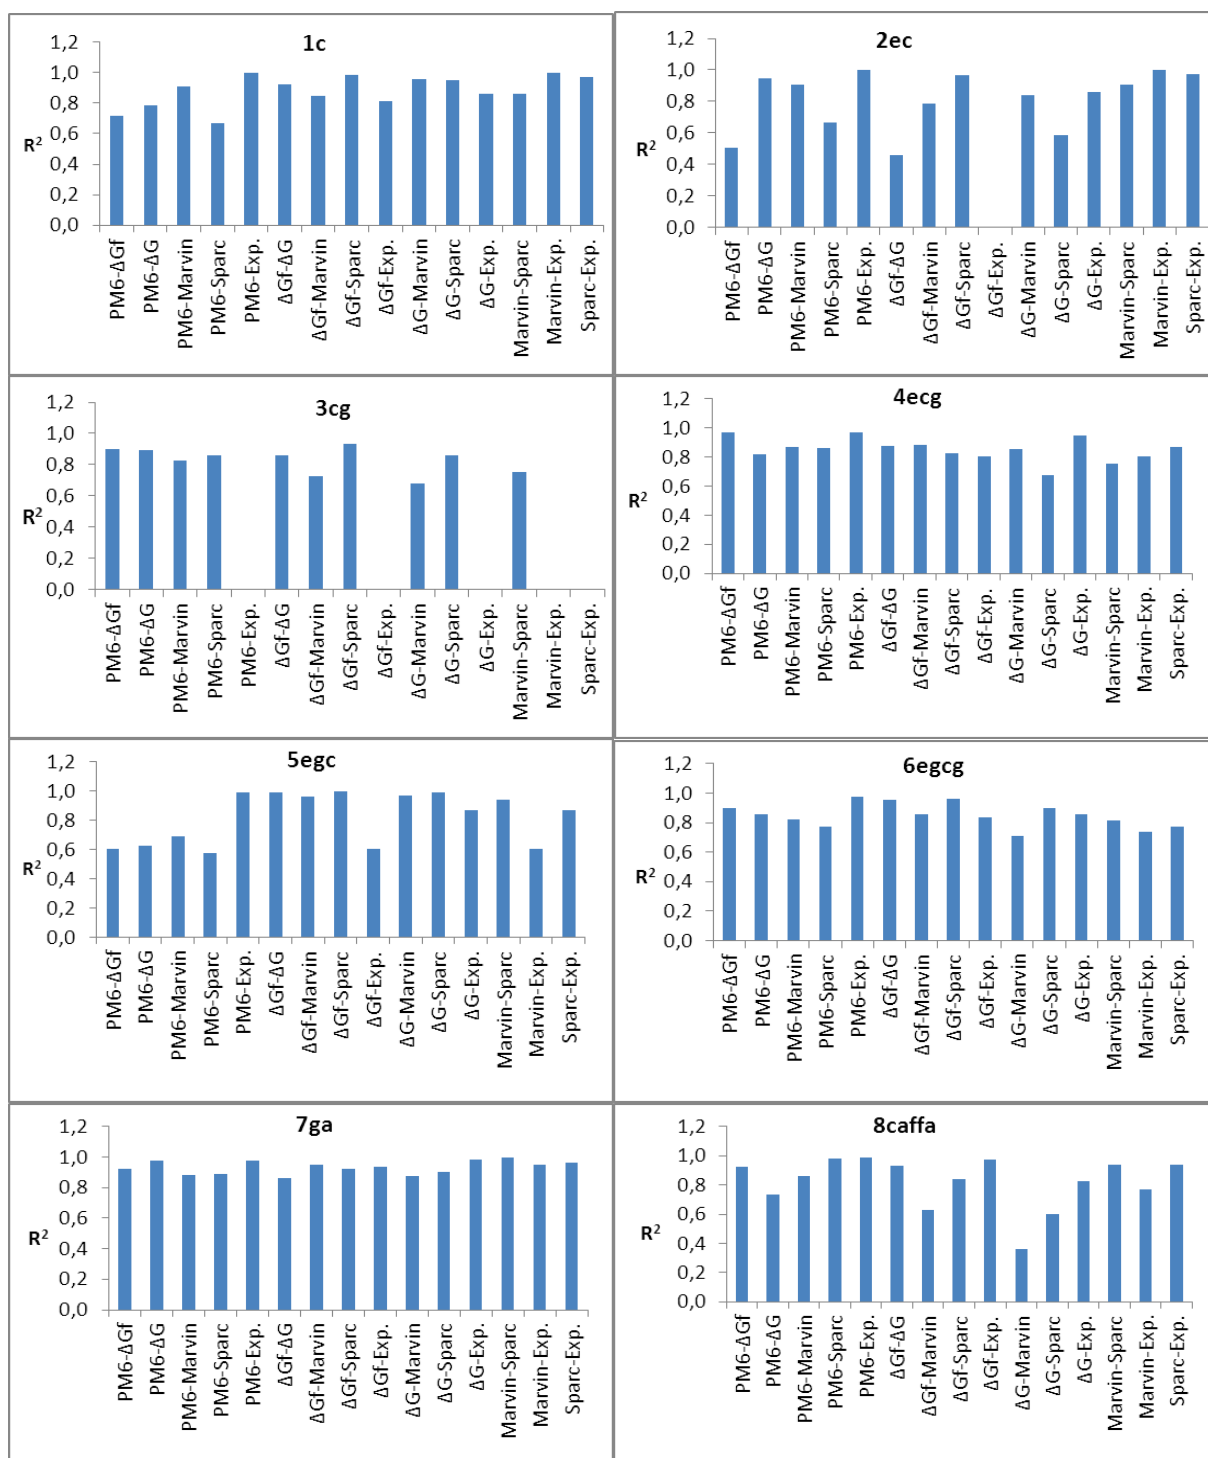 1c
1,2
1,0
0,8
0,6
0,4
0,2
0,0
R²
PM6-ΔGf
PM6-ΔG
PM6-Marvin
PM6-Sparc
PM6-Exp.
ΔGf-ΔG
ΔGf-Marvin
ΔGf-Sparc
ΔGf-Exp.
ΔG-Marvin
ΔG-Sparc
ΔG-Exp.
Marvin-Sparc
Marvin-Exp.
Sparc-Exp.
2ec
1,2
1,0
0,8
0,6
0,4
0,2
0,0
R²
PM6-ΔGf
PM6-ΔG
PM6-Marvin
PM6-Sparc
PM6-Exp.
ΔGf-ΔG
ΔGf-Marvin
ΔGf-Sparc
ΔGf-Exp.
ΔG-Marvin
ΔG-Sparc
ΔG-Exp.
Marvin-Sparc
Marvin-Exp.
Sparc-Exp.
3cg
1,2
1,0
0,8
0,6
0,4
0,2
0,0
R²
PM6-ΔGf
PM6-ΔG
PM6-Marvin
PM6-Sparc
PM6-Exp.
ΔGf-ΔG
ΔGf-Marvin
ΔGf-Sparc
ΔGf-Exp.
ΔG-Marvin
ΔG-Sparc
ΔG-Exp.
Marvin-Sparc
Marvin-Exp.
Sparc-Exp.
4ecg
1,2
1,0
0,8
0,6
0,4
0,2
0,0
R²
PM6-ΔGf
PM6-ΔG
PM6-Marvin
PM6-Sparc
PM6-Exp.
ΔGf-ΔG
ΔGf-Marvin
ΔGf-Sparc
ΔGf-Exp.
ΔG-Marvin
ΔG-Sparc
ΔG-Exp.
Marvin-Sparc
Marvin-Exp.
Sparc-Exp.
5egc
1,2
1,0
0,8
0,6
0,4
0,2
0,0
R²
PM6-ΔGf
PM6-ΔG
PM6-Marvin
PM6-Sparc
PM6-Exp.
ΔGf-ΔG
ΔGf-Marvin
ΔGf-Sparc
ΔGf-Exp.
ΔG-Marvin
ΔG-Sparc
ΔG-Exp.
Marvin-Sparc
Marvin-Exp.
Sparc-Exp.
6egcg
1,2
1,0
0,8
0,6
0,4
0,2
0,0
R²
PM6-ΔGf
PM6-ΔG
PM6-Marvin
PM6-Sparc
PM6-Exp.
ΔGf-ΔG
ΔGf-Marvin
ΔGf-Sparc
ΔGf-Exp.
ΔG-Marvin
ΔG-Sparc
ΔG-Exp.
Marvin-Sparc
Marvin-Exp.
Sparc-Exp.
7ga
1,2
1,0
0,8
0,6
0,4
0,2
0,0
R²
PM6-ΔGf
PM6-ΔG
PM6-Marvin
PM6-Sparc
PM6-Exp.
ΔGf-ΔG
ΔGf-Marvin
ΔGf-Sparc
ΔGf-Exp.
ΔG-Marvin
ΔG-Sparc
ΔG-Exp.
Marvin-Sparc
Marvin-Exp.
Sparc-Exp.
8caffa
1,2
1,0
0,8
0,6
0,4
0,2
0,0
R²
PM6-ΔGf
PM6-ΔG
PM6-Marvin
PM6-Sparc
PM6-Exp.
ΔGf-ΔG
ΔGf-Marvin
ΔGf-Sparc
ΔGf-Exp.
ΔG-Marvin
ΔG-Sparc
ΔG-Exp.
Marvin-Sparc
Marvin-Exp.
Sparc-Exp.